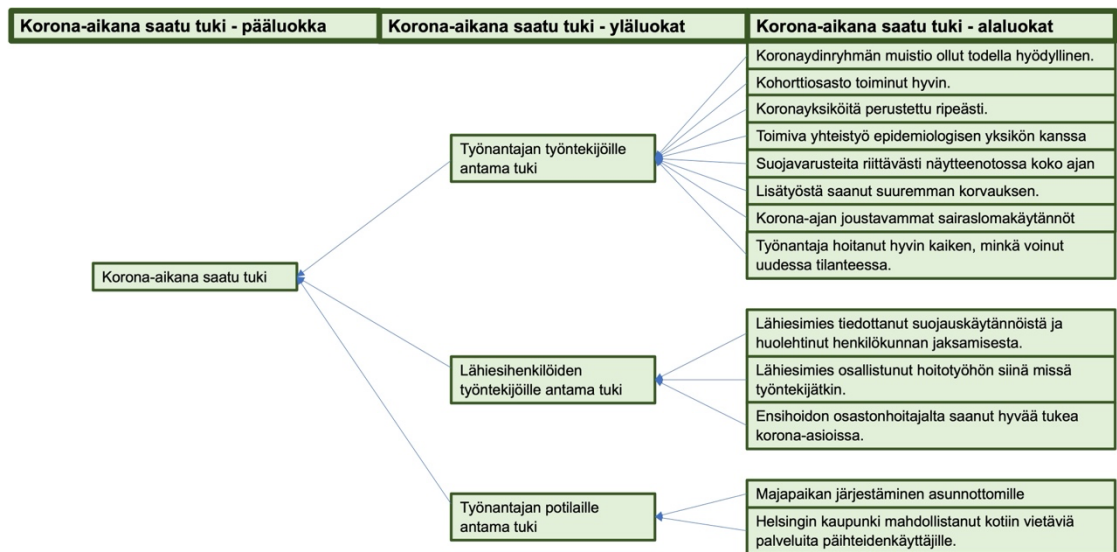 Korona-aikana saatu tuki - pääluokka
Korona-aikana saatu tuki - yläluokat
Korona-aikana saatu tuki - alaluokat
Korona-aikana saatu tuki
Työnantajan työntekijöille
antama tuki
Koronaydinryhmän muistio ollut todella hyödyllinen.
Kohorttiosasto toiminut hyvin.
Koronayksiköitä perustettu ripeästi.
Toimiva yhteistyö epidemiologisen yksikön kanssa
Suojavarusteita riittävästi näytteenotossa koko ajan
Lisätyöstä saanut suuremman korvauksen.
Korona-ajan joustavammat sairaslomakäytännöt
Työnantaja hoitanut hyvin kaiken, minkä voinut
uudessa tilanteessa.
Lähiesihenkilöiden
työntekijöille antama tuki
Lähiesimies tiedottanut suojauskäytännöistä ja
huolehtinut henkilökunnan jaksamisesta.
Lähiesimies osallistunut hoitotyöhön siinä missä
työntekijätkin.
Ensihoidon osastonhoitajalta saanut hyvää tukea
korona-asioissa.
Työnantajan potilaille
antama tuki
Majapaikan järjestäminen asunnottomille
Helsingin kaupunki mahdollistanut kotiin vietäviä
palveluita päihteidenkäyttäjille.